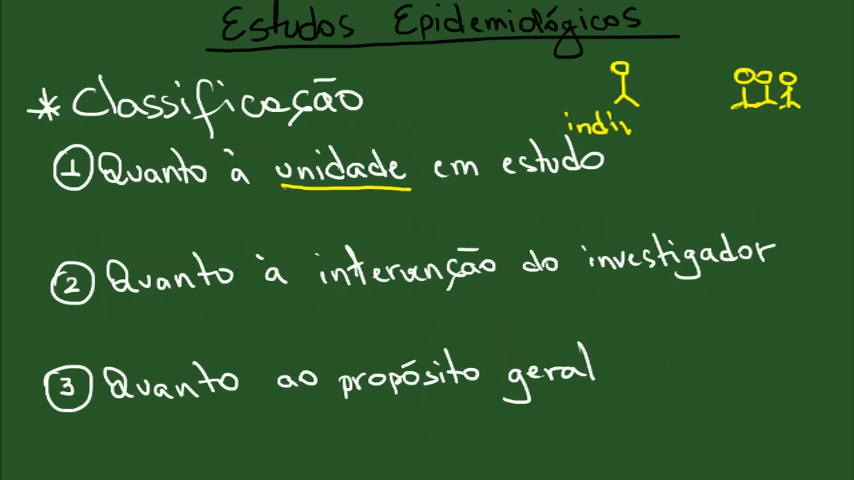 Estudos Epidemiológicos
* Classificação
indiv
① Quanto à unidade em estudo
② Quanto à intervenção do investigador
③ Quanto ao propósito geral